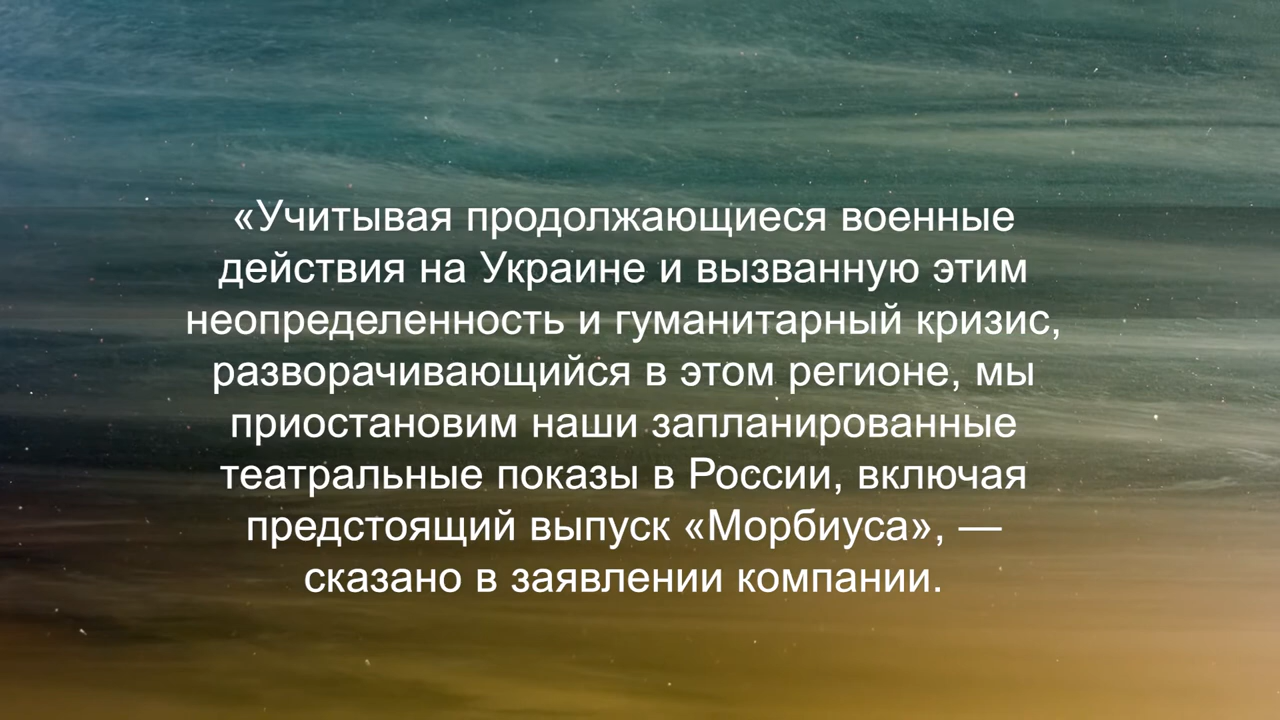 «Учитывая продолжающиеся военные
действия на Украине и вызванную этим
неопределенность и гуманитарный кризис,
разворачивающийся в этом регионе, мы
приостановим наши запланированные
театральные показы в России, включая
предстоящий выпуск «Морбиуса», —
сказано в заявлении компании.